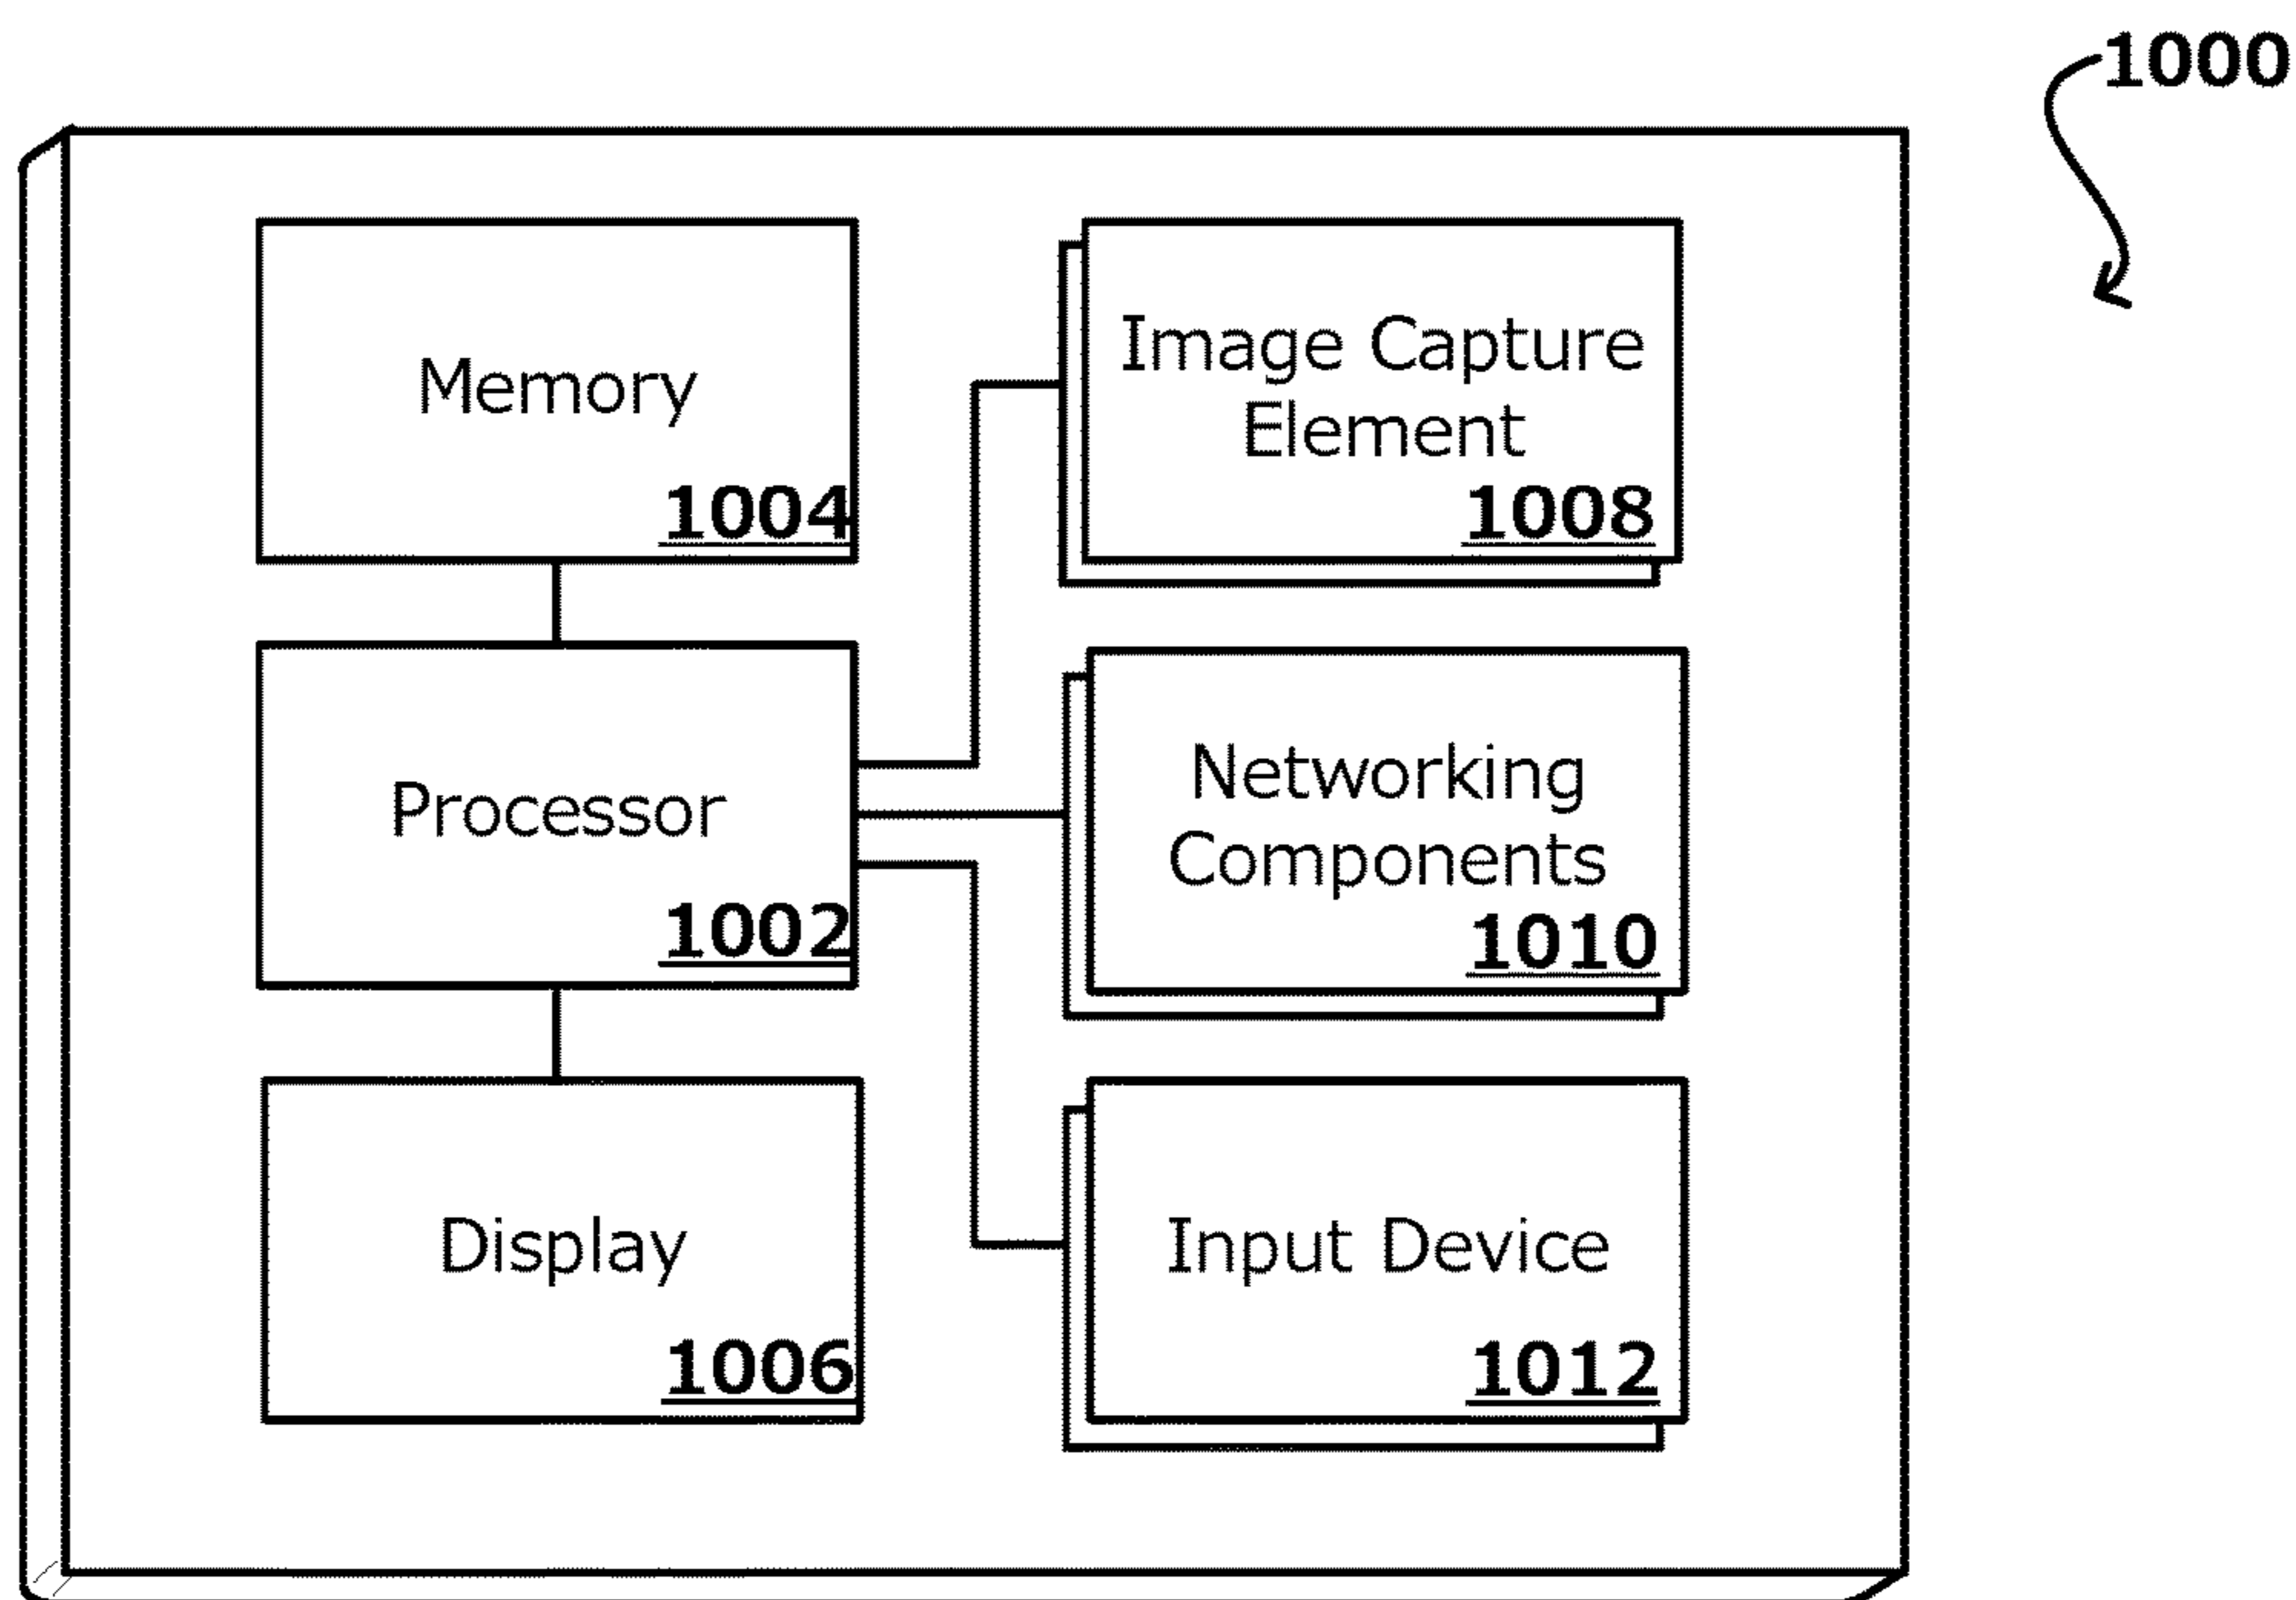 1000
Memory
1004
Image Capture
Element
1008
Processor
1002
Networking
Components
1010
Display
1006
Input Device
1012